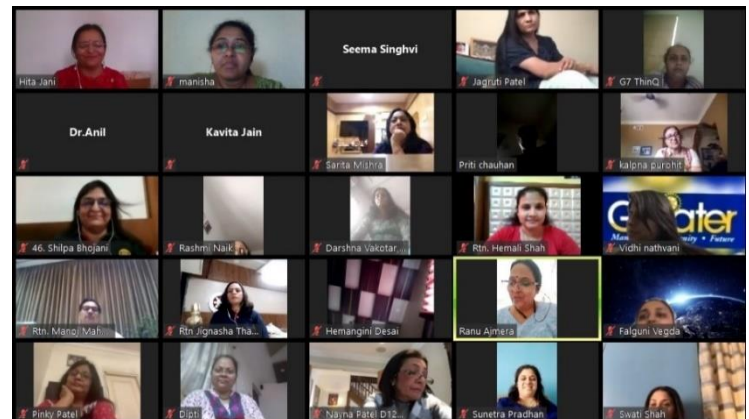 Hita Jani
manisha
Seema Singhvi
Jagruti Patel
G7 ThinQ
Dr.Anil
Kavita Jain
Sarita Mishra
Priti chauhan
kalpna purohit
46. Shilpa Bhojani
Rashmi Naik
Darshna Vakotar...
Rtn. Hemali Shah
Vidhi nathvani
Rtn. Manoj Mah...
Rtn Jignasha Tha...
Hemangini Desai
Ranu Ajmera
Falguni Vegda
Pinky Patel
Dipti
Nayna Patel D12...
Sunetra Pradhan
Swati Shah